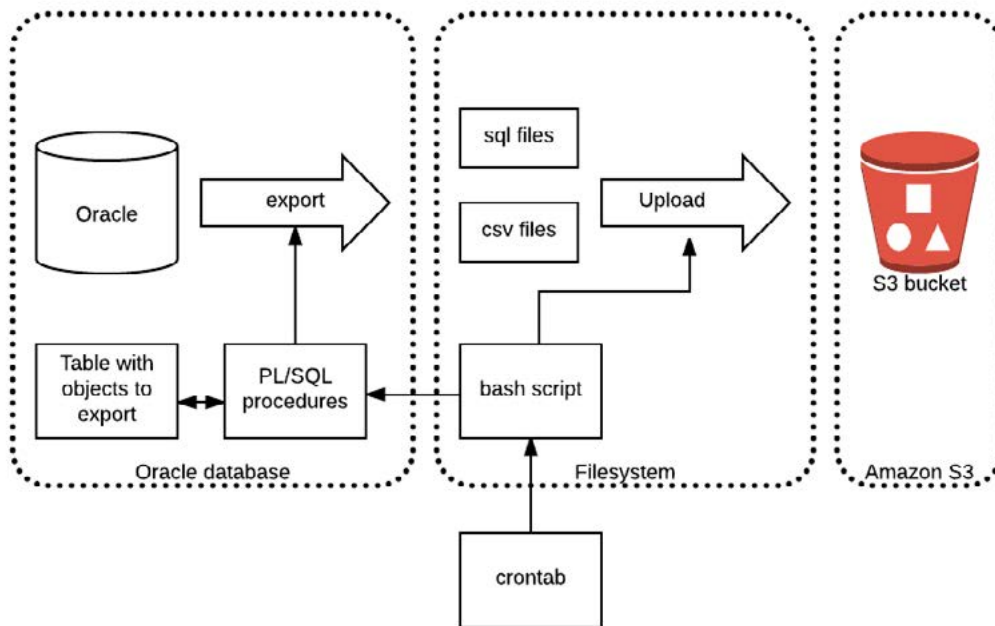 Oracle
export
Table with
objects to
export
PL/SQL
procedures
Oracle database
sql files
csv files
Upload
bash script
Filesystem
S3 bucket
Amazon S3
crontab